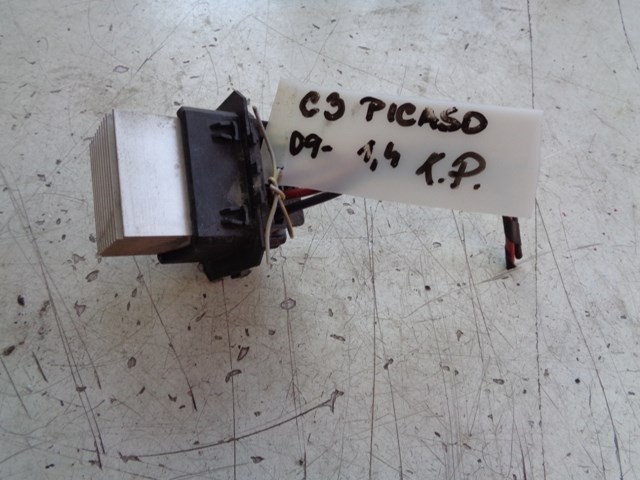 C3 PICASO
09- 1,4 T.P.